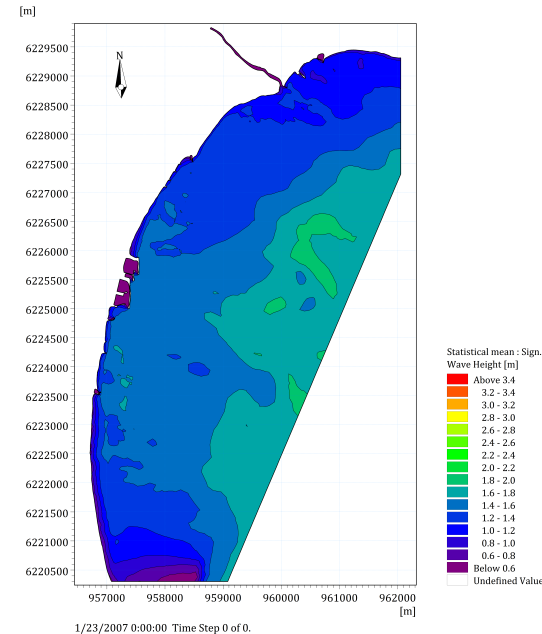 [m]
6229500
6229000
6228500
6228000
6227500
6227000
6226500
6226000
6225500
6225000
6224500
6224000
6223500
6223000
6222500
6222000
6221500
6221000
6220500
N
957000 958000 959000 960000 961000 962000
[m]
Statistical mean : Sign.
Wave Height [m]
Above 3.4
3.2 - 3.4
3.0 - 3.2
2.8 - 3.0
2.6 - 2.8
2.4 - 2.6
2.2 - 2.4
2.0 - 2.2
1.8 - 2.0
1.6 - 1.8
1.4 - 1.6
1.2 - 1.4
1.0 - 1.2
0.8 - 1.0
0.6 - 0.8
Below 0.6
Undefined Value
1/23/2007 0:00:00 Time Step 0 of 0.